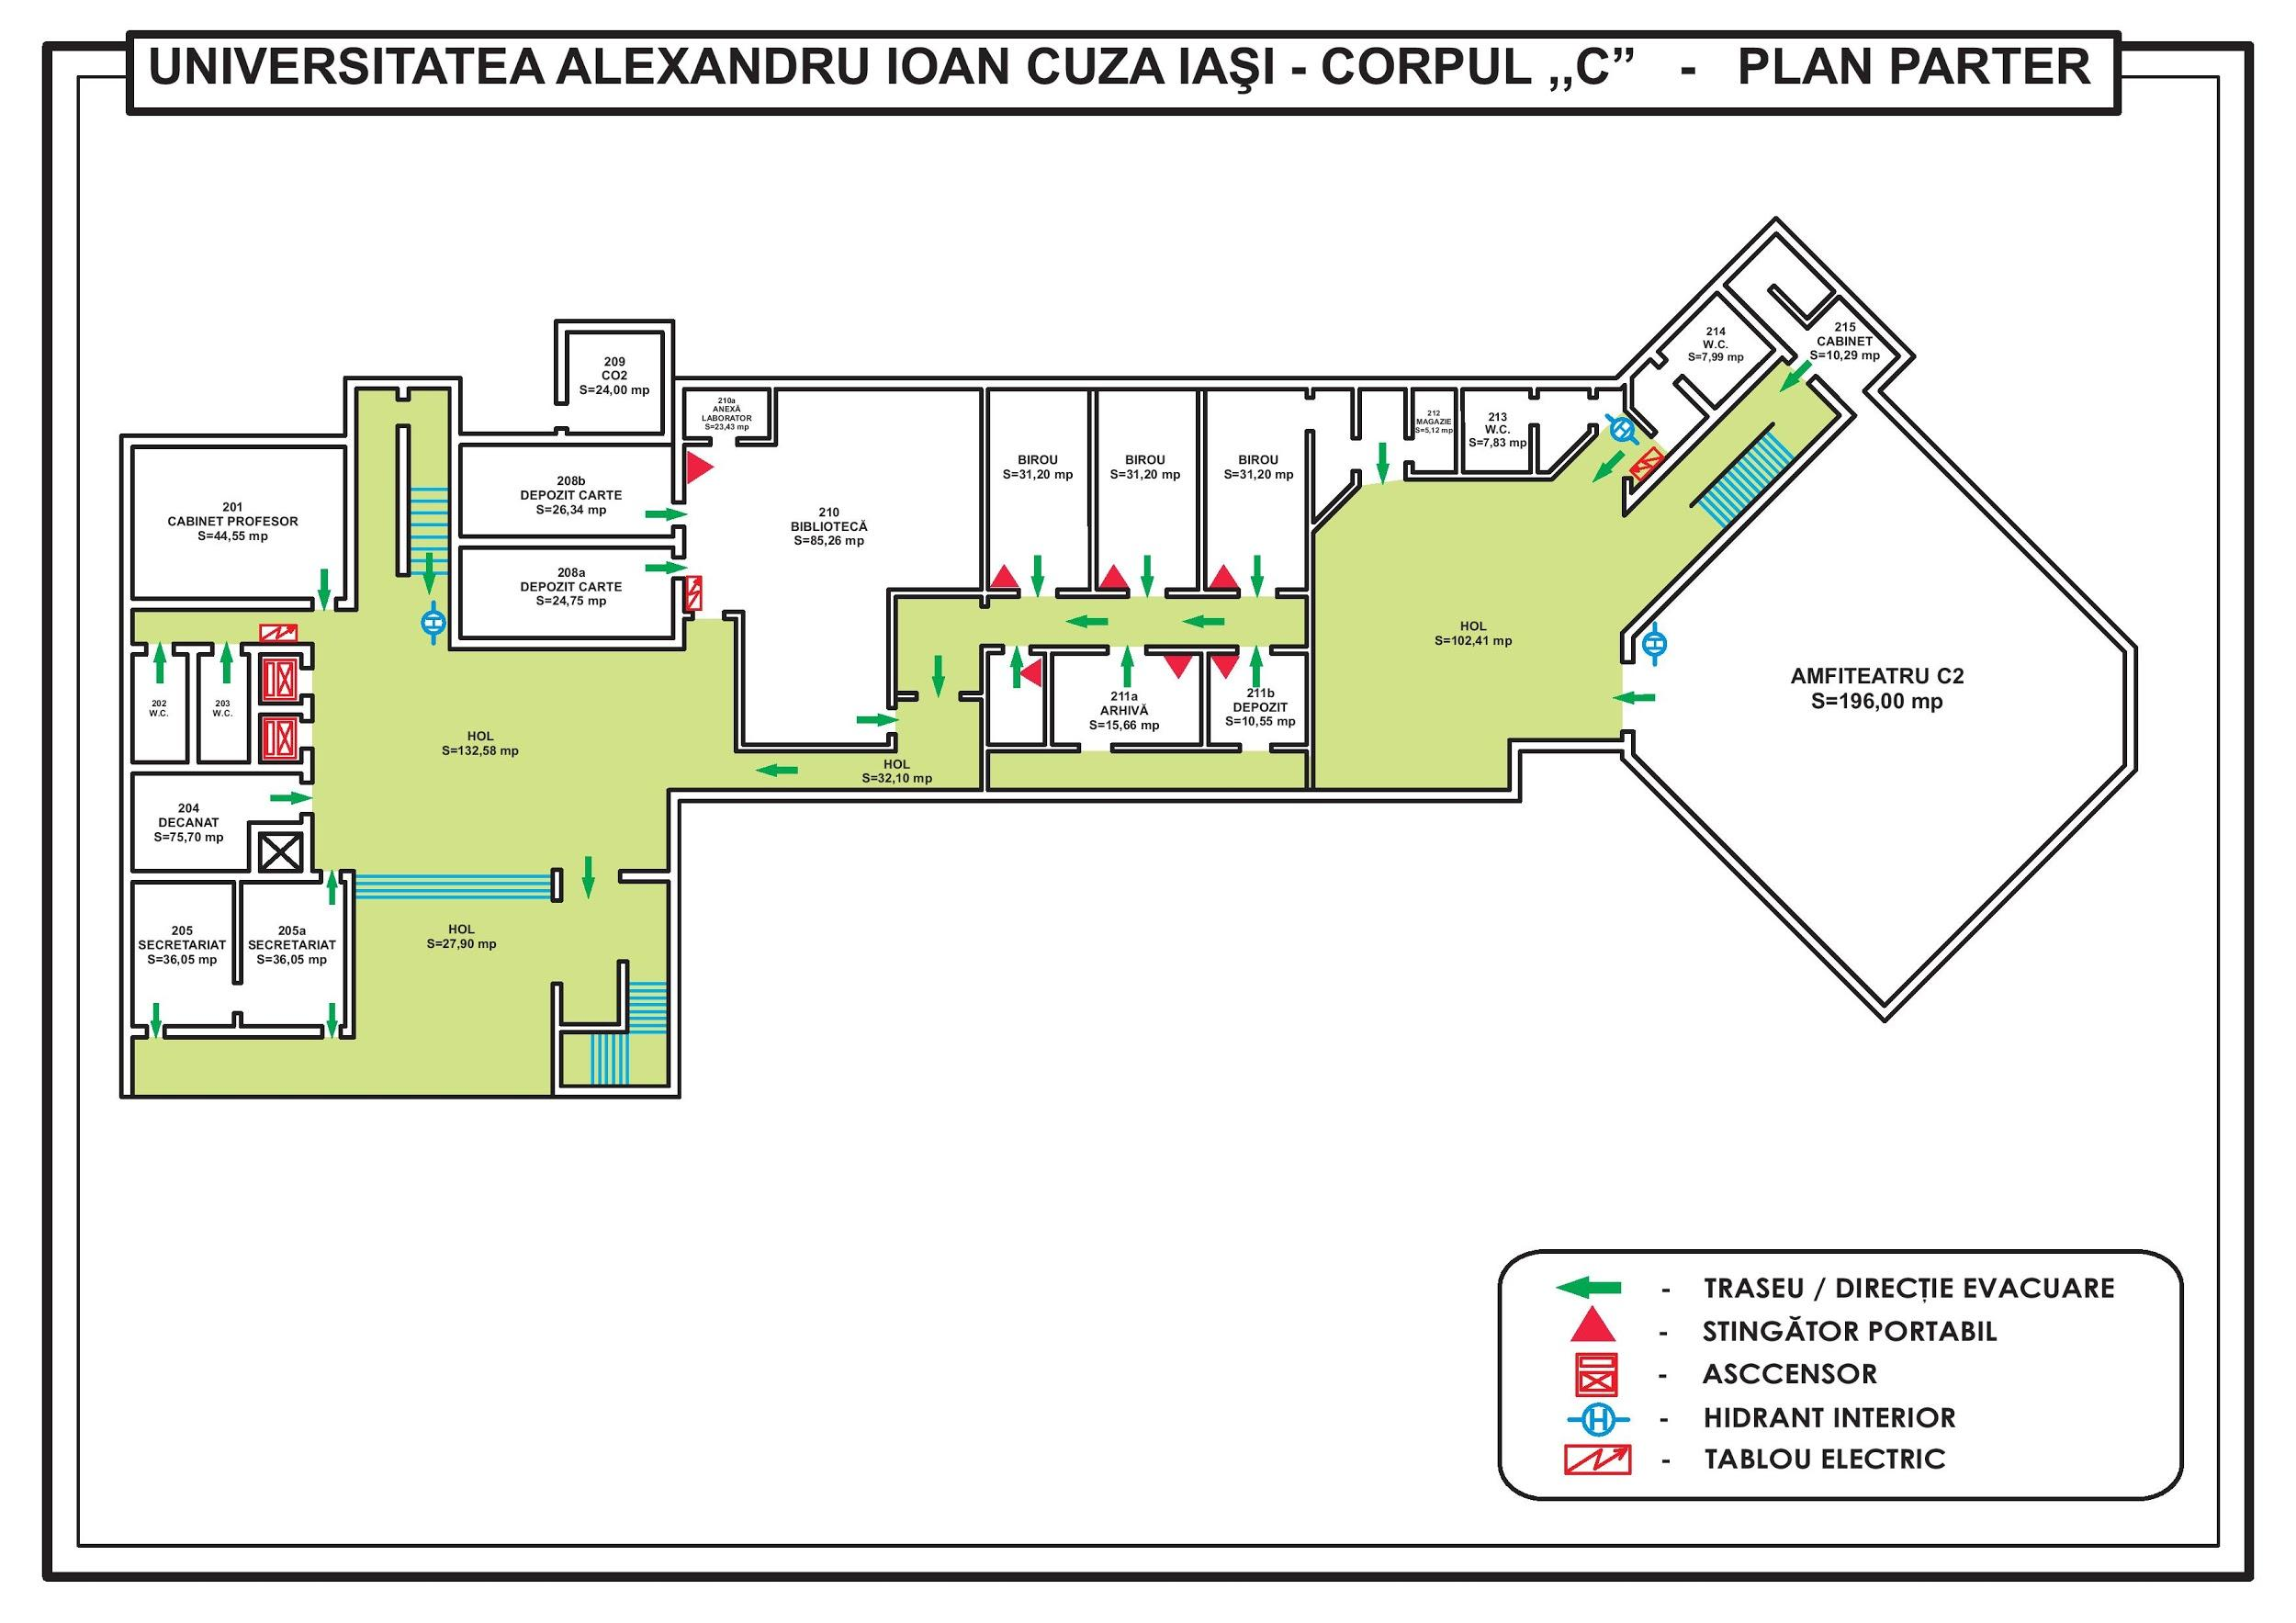 UNIVERSITATEA ALEXANDRU IOAN CUZA IAŞI - CORPUL ,,C” - PLAN PARTER
209
CO2
S=24,00 mp
210a
ANEXĂ
LABORATOR
S=23,43 mp
201
CABINET PROFESOR
S=44,55 mp
208b
DEPOZIT CARTE
S=26,34 mp
208a
DEPOZIT CARTE
S=24,75 mp
210
BIBLIOTECĂ
S=85,26 mp
BIROU
S=31,20 mp
BIROU
S=31,20 mp
BIROU
S=31,20 mp
212
MAGAZIE
S=5,12 mp
213
W.C.
S=7,83 mp
214
W.C.
S=7,99 mp
215
CABINET
S=10,29 mp
H
H
H
HOL
S=102,41 mp
AMFITEATRU C2
S=196,00 mp
202
W.C.
203
W.C.
211a
ARHIVĂ
S=15,66 mp
211b
DEPOZIT
S=10,55 mp
HOL
S=132,58 mp
HOL
S=32,10 mp
204
DECANAT
S=75,70 mp
205
SECRETARIAT
S=36,05 mp
205a
SECRETARIAT
S=36,05 mp
HOL
S=27,90 mp
- TRASEU / DIRECȚIE EVACUARE
- STINGĂTOR PORTABIL
- ASCCENSOR
H - HIDRANT INTERIOR
- TABLOU ELECTRIC